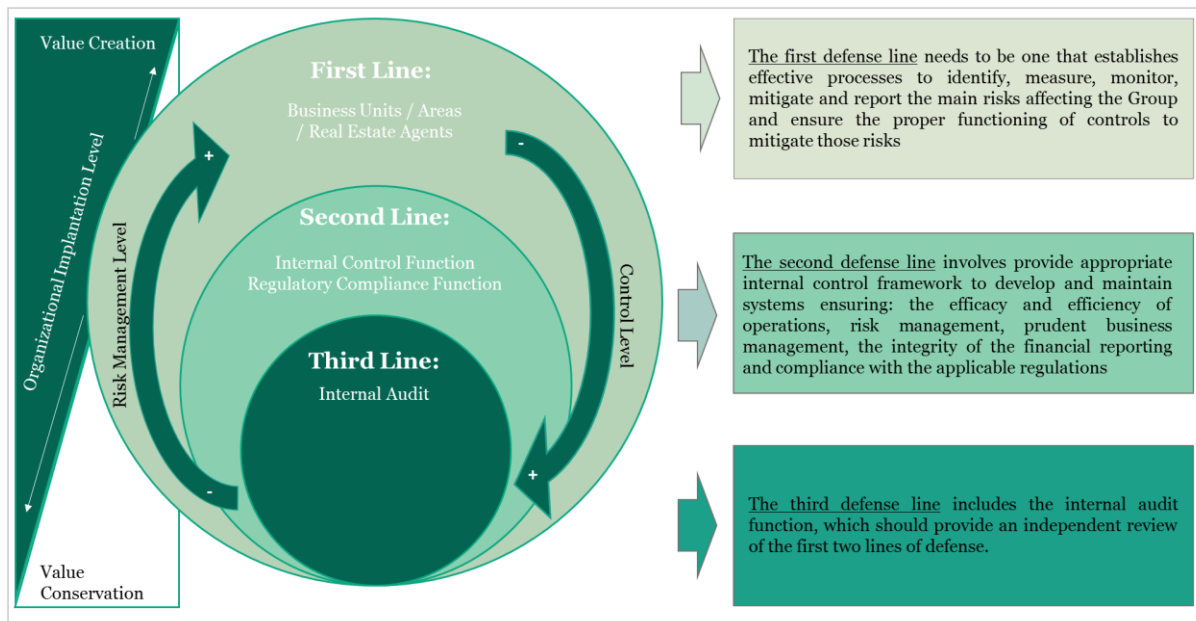 Value Creation
Organizational Implantation Level
Value
Conservation
Risk Management Level
+
-
First Line:
Business Units / Areas
/ Real Estate Agents
Second Line:
Internal Control Function
Regulatory Compliance Function
Third Line:
Internal Audit
-
+
Control Level
The first defense line needs to be one that establishes
effective processes to identify, measure, monitor,
mitigate and report the main risks affecting the Group
and ensure the proper functioning of controls to
mitigate those risks
The second defense line involves provide appropriate
internal control framework to develop and maintain
systems ensuring: the efficacy and efficiency of
operations, risk management, prudent business
management, the integrity of the financial reporting
and compliance with the applicable regulations
The third defense line includes the internal audit
function, which should provide an independent review
of the first two lines of defense.